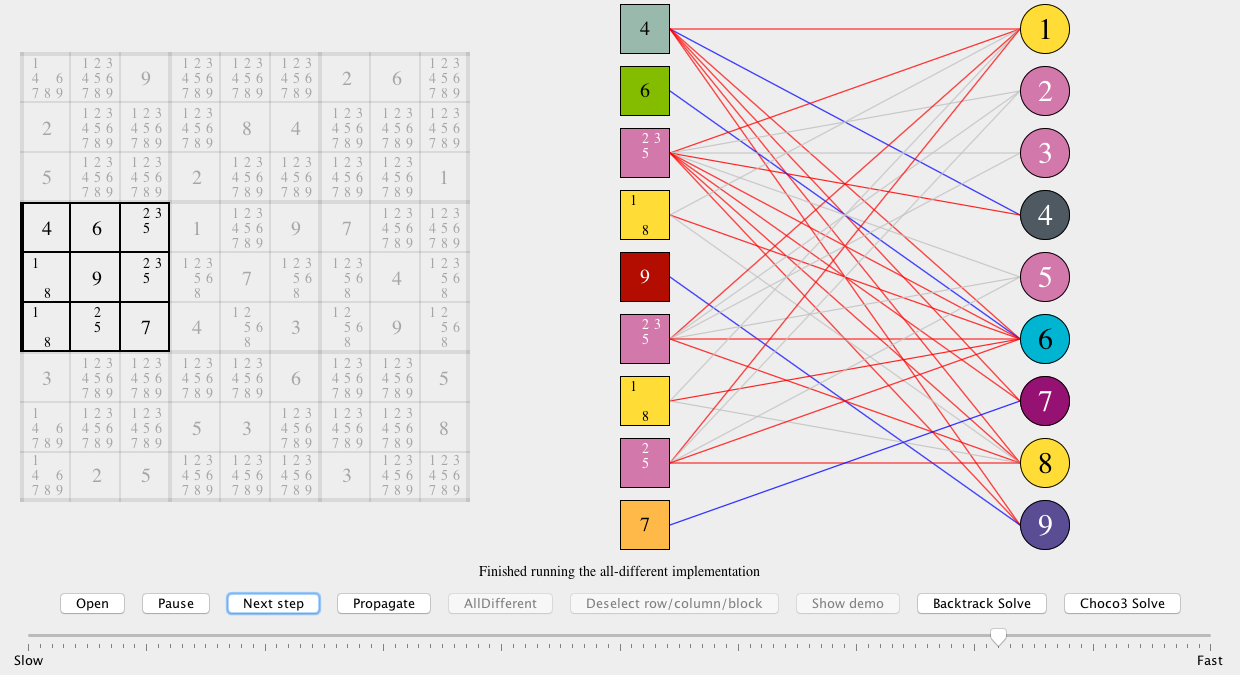 1 1 2 3 1 2 3 1 2 3 1 2 3 1 2 3
4 6 4 5 6 9 4 5 6 4 5 6 4 5 6 2 6 4 5 6
7 8 9 7 8 9 7 8 9 7 8 9 7 8 9 7 8 9
1 2 3 1 2 3 1 2 3 1 2 3 1 2 3 1 2 3
2 4 5 6 4 5 6 4 5 6 8 4 4 5 6 4 5 6 4 5 6
7 8 9 7 8 9 7 8 9 7 8 9 7 8 9 7 8 9
1 2 3 1 2 3 1 2 3 1 2 3 1 2 3 1 2 3
5 4 5 6 4 5 6 2 4 5 6 4 5 6 4 5 6 4 5 6 1
7 8 9 7 8 9 7 8 9 7 8 9 7 8 9 7 8 9
2 3 1 2 3 1 2 3 1 2 3
4 6 5 1 4 5 6 9 7 4 5 6 4 5 6
7 8 9 7 8 9 7 8 9
1 2 3 1 2 3 1 2 3 1 2 3 1 2 3
9 5 5 6 7 5 6 5 6 4 5 6
8 8 8 8 8
1 2 1 2 1 2 1 2
5 7 4 5 6 3 5 6 9 5 6
8 8 8 8
1 2 3 1 2 3 1 2 3 1 2 3 1 2 3 1 2 3
3 4 5 6 4 5 6 4 5 6 4 5 6 6 4 5 6 4 5 6 5
7 8 9 7 8 9 7 8 9 7 8 9 7 8 9 7 8 9
1 1 2 3 1 2 3 1 2 3 1 2 3 1 2 3
4 6 4 5 6 4 5 6 5 3 4 5 6 4 5 6 4 5 6 8
7 8 9 7 8 9 7 8 9 7 8 9 7 8 9 7 8 9
1 1 2 3 1 2 3 1 2 3 1 2 3 1 2 3
4 6 2 5 4 5 6 4 5 6 4 5 6 3 4 5 6 4 5 6
7 8 9 7 8 9 7 8 9 7 8 9 7 8 9 7 8 9
4
6
2 3
5
1
8
9
2 3
5
1
8
2
5
7
1
2
3
4
5
6
7
8
9
Finished running the all-different implementation
Open Pause Next step Propagate AllDifferent Deselect row/column/block Show demo Backtrack Solve Choco3 Solve
Slow Fast